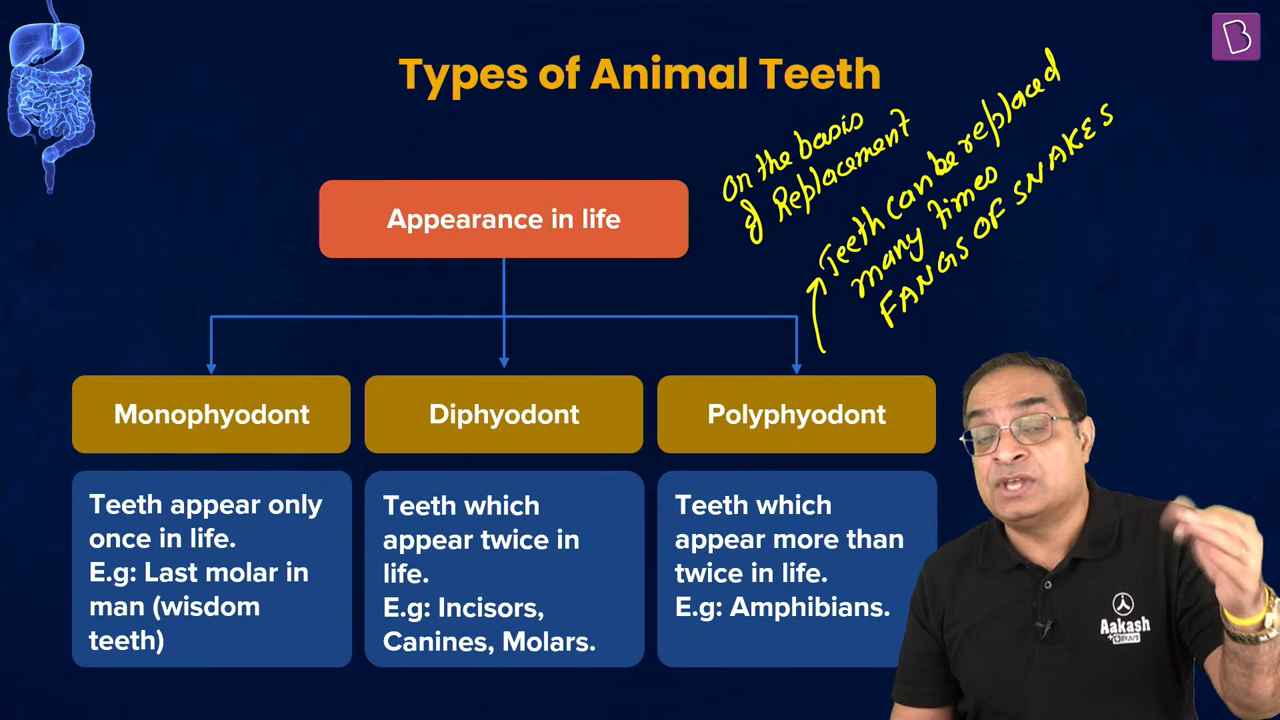 Types of Animal Teeth
B
On the basis
of Replacement
Teeth can be replaced
many times
FANGS OF SNAKES
Appearance in life
Monophyodont
Diphyodont
Polyphyodont
Teeth appear only
once in life.
E.g: Last molar in
man (wisdom
teeth)
Teeth which
appear twice in
life.
E.g: Incisors,
Canines, Molars.
Teeth which
appear more than
twice in life.
E.g: Amphibians.
Aakash
+BYJU'S